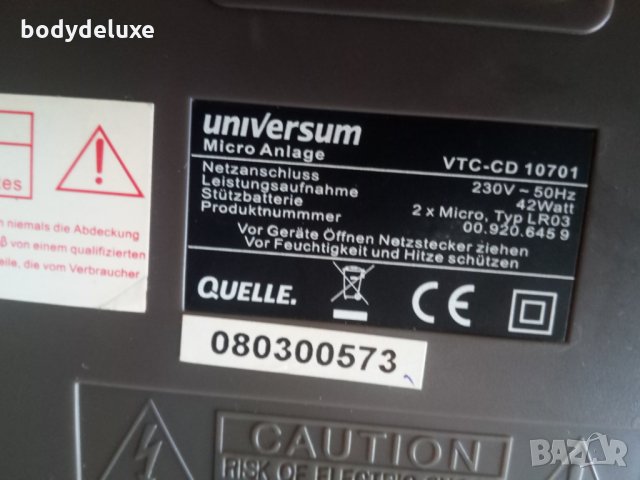 bodydeluxe
universum
Micro Anlage VTC-CD 10701
Netzanschluss 230V ~ 50Hz
Leistungsaufnahme 42Watt
Stützbatterie 2 x Micro, Typ LR03
Produktnummer 00.920.645 9
Vor Geräte Öffnen Netzstecker ziehen
Vor Feuchtigkeit und Hitze schützen
QUELLE.
CE
080300573
n niemals die Abdeckung
von einem qualifizierten
eile, die vom Verbraucher
CAUTION
RISK OF ELECTRIC
BAZAR